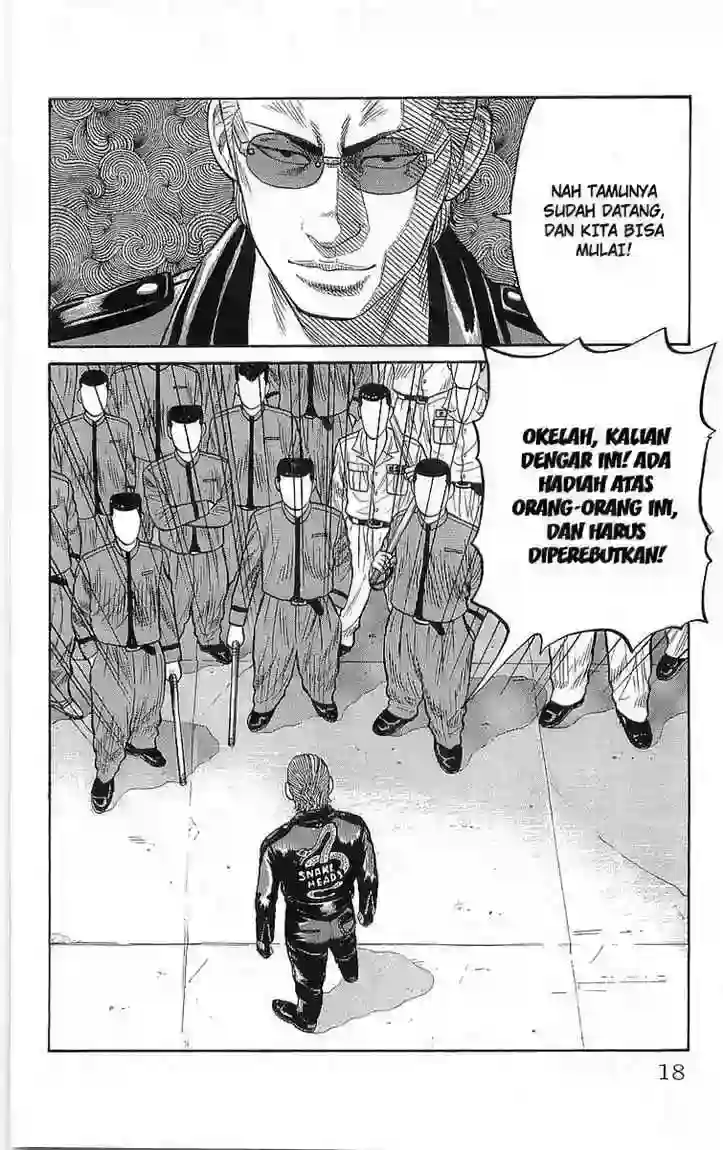 NAH TAMUNYA
SUDAH DATANG,
DAN KITA BISA
MULAI!
OKELAH, KALIAN
DENGAR INI! ADA
HADIAH ATAS
ORANG-ORANG INI,
DAN HARUS
DIPEREBUTKAN!
SNAKE
HEADS
18